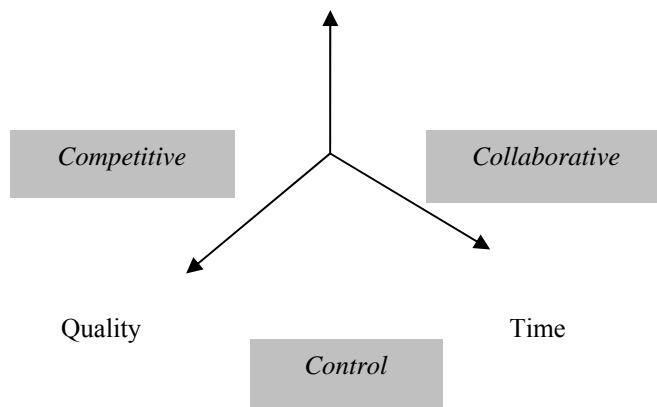 Competitive
Collaborative
Quality
Time
Control